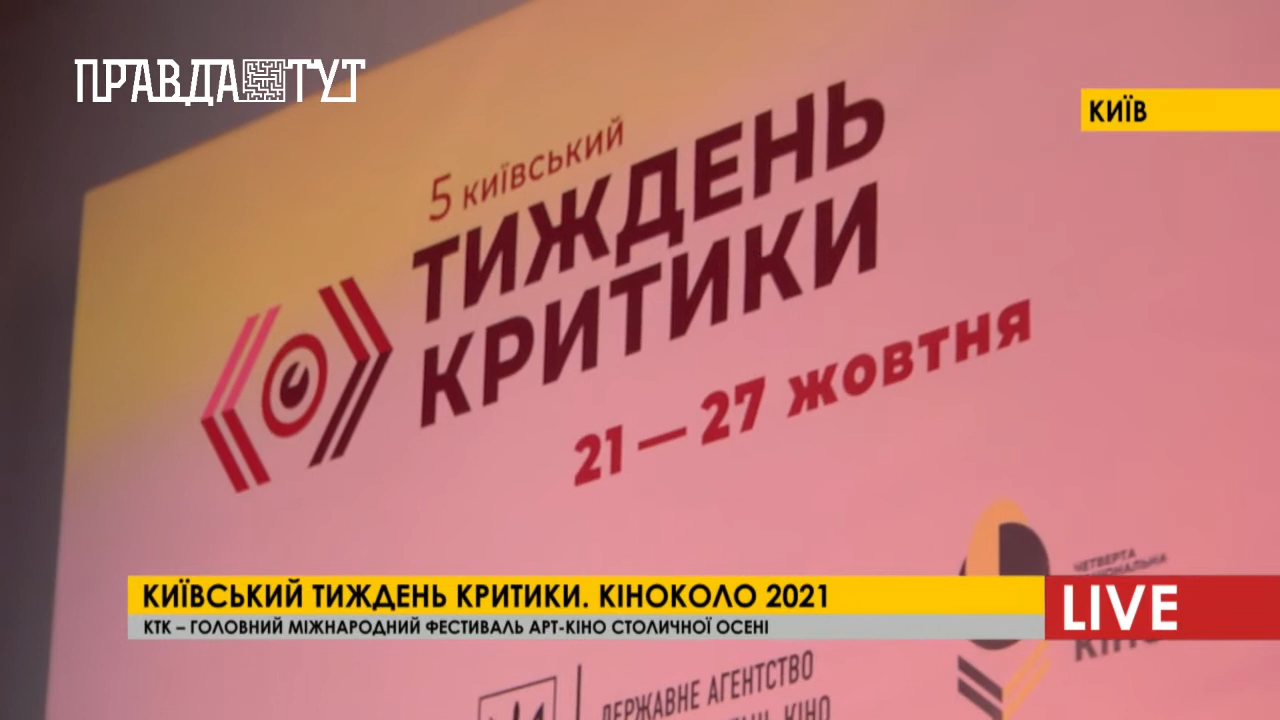 ПРАВДА ТУТ
КИЇВ
5 КИЇВСЬКИЙ
ТИЖДЕНЬ
КРИТИКИ
21 — 27 ЖОВТНЯ
ЧЕТВЕРТА
КИЇВСЬКИЙ ТИЖДЕНЬ КРИТИКИ. КІНОКОЛО 2021
КТК – ГОЛОВНИЙ МІЖНАРОДНИЙ ФЕСТИВАЛЬ АРТ-КІНО СТОЛИЧНОЇ ОСЕНІ
LIVE
ДЕРЖАВНЕ АГЕНТСТВО
КІНО